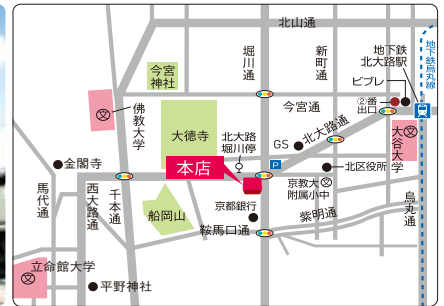 北山通
今宮
神社
堀川通
新町通
地下鉄
北大路駅
地下鉄烏丸線
ビブレ
②番
出口
今宮通
佛教大学
大徳寺
北大路
堀川停
GS
北大路通
大谷大学
本店
P
金閣寺
北区役所
馬代通
西大路通
千本通
船岡山
京都銀行
京教大
附属小中
紫明通
烏丸通
鞍馬口通
立命館大学
平野神社
文
文
文
文